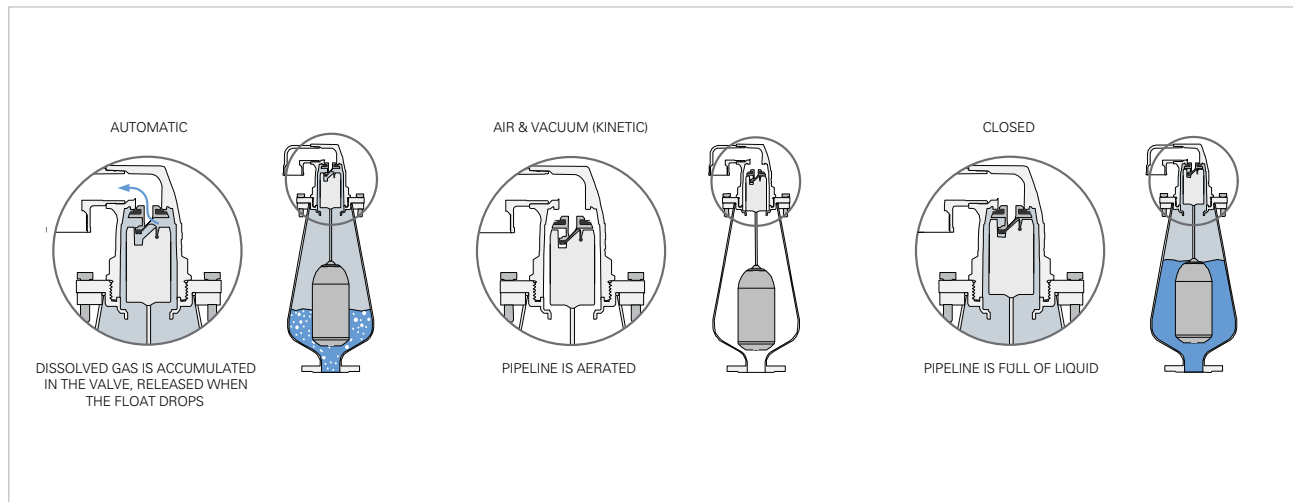 AUTOMATIC
DISSOLVED GAS IS ACCUMULATED
IN THE VALVE, RELEASED WHEN
THE FLOAT DROPS
AIR & VACUUM (KINETIC)
PIPELINE IS AERATED
CLOSED
PIPELINE IS FULL OF LIQUID